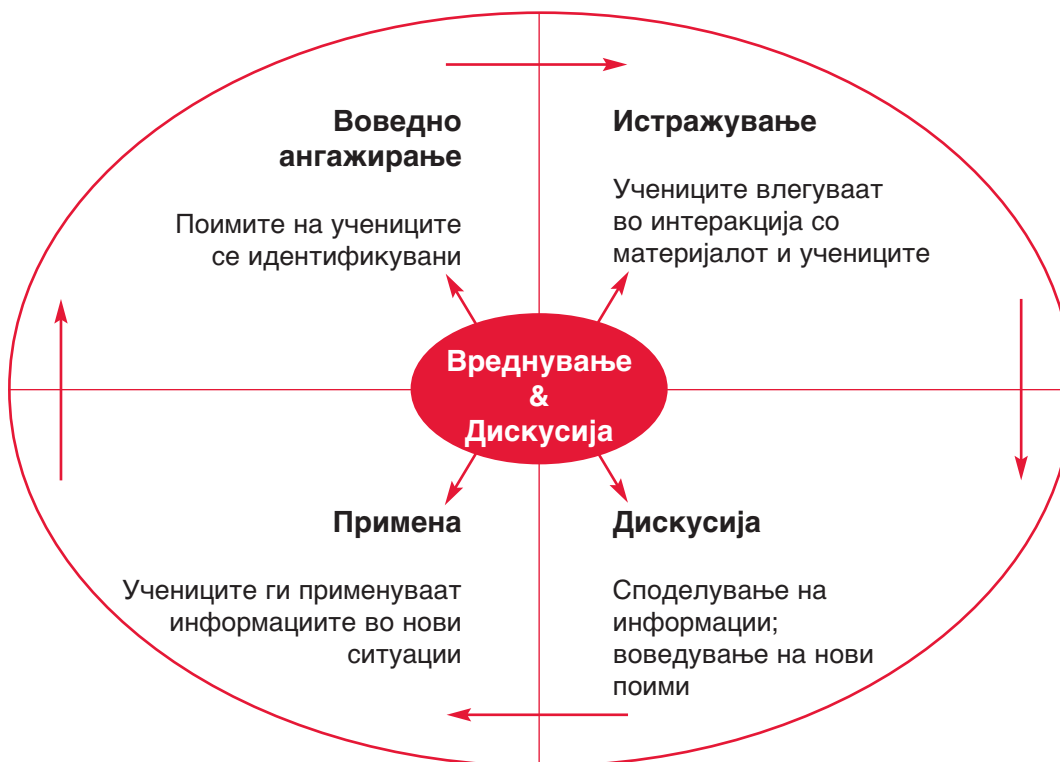 Воведно
ангажирање
Поимите на учениците
се идентификувани
Истражување
Учениците влегуваат
во интеракција со
материјалот и учениците
Вреднување
&
Дискусија
Примена
Учениците ги применуваат
информациите во нови
ситуации
Дискусија
Споделување на
информации;
воведување на нови
поими